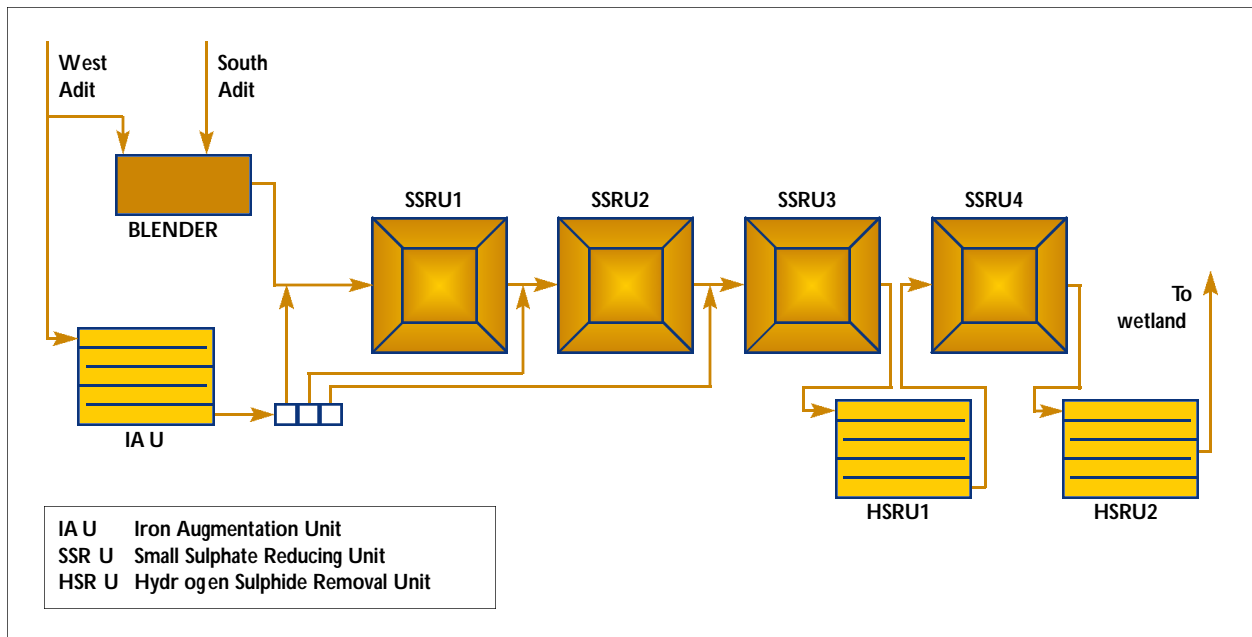 West
Adit
South
Adit
BLENDER
SSRU1
SSRU2
SSRU3
SSRU4
To
wetland
IA U
HSRU1
HSRU2
IA U Iron Augmentation Unit
SSR U Small Sulphate Reducing Unit
HSR U Hydr ogen Sulphide Removal Unit